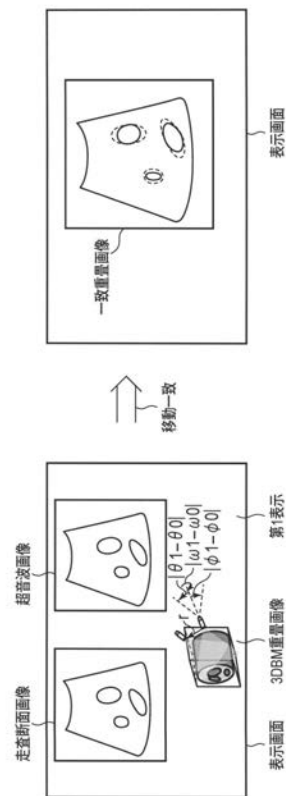 走査断面画像
超音波画像
|θ1-θ0|
|ω1-ω0|
|φ1-φ0|
r
表示画面
3DBM重畳画像
第1表示
移動一致
一致重畳画像
表示画面